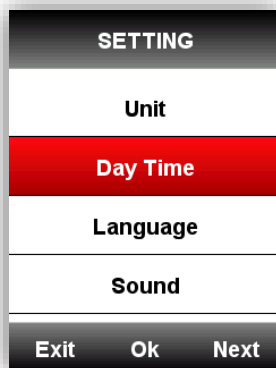 SETTING
Unit
Day Time
Language
Sound
Exit Ok Next